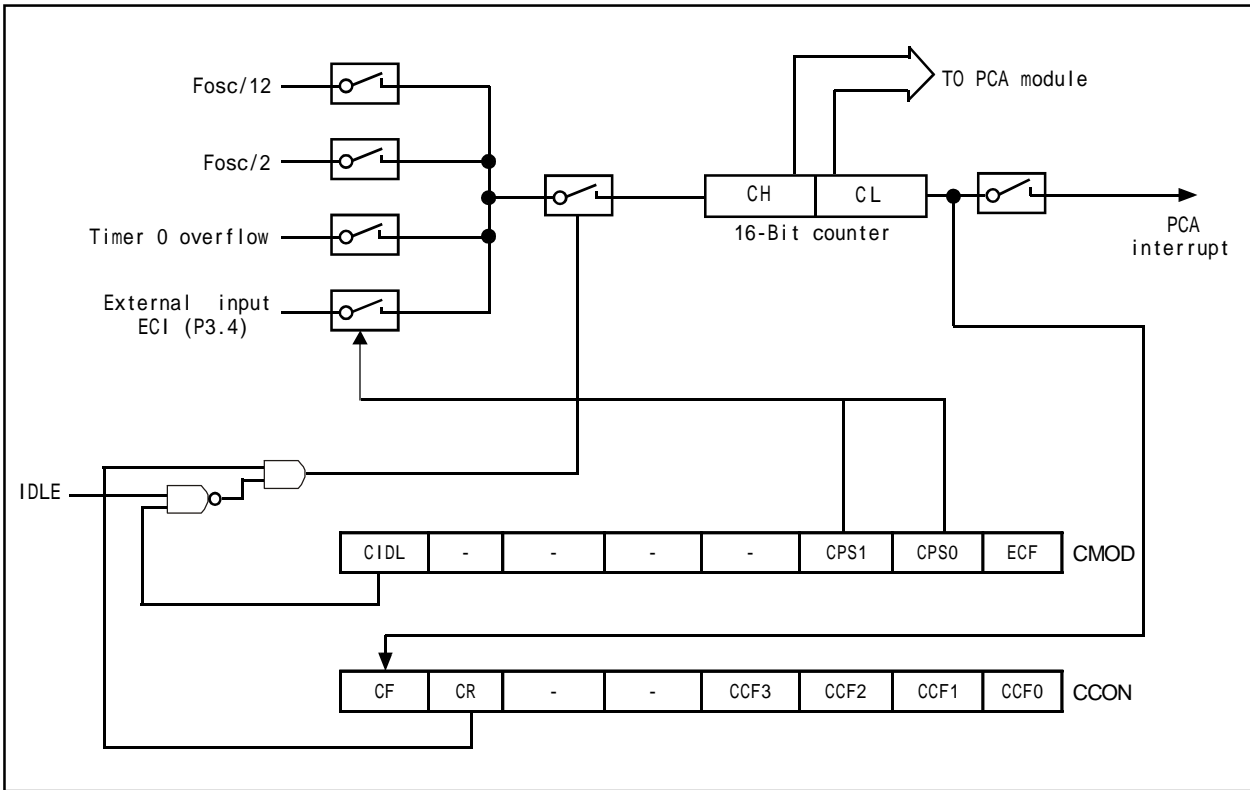 Fosc/12
TO PCA module
Fosc/2
CH CL
16-Bit counter
Timer 0 overflow
PCA
interrupt
External input
ECI (P3.4)
IDLE
CIDL - - - - CPS1 CPS0 ECF CMOD
CF CR - - CCF3 CCF2 CCF1 CCF0 CCON